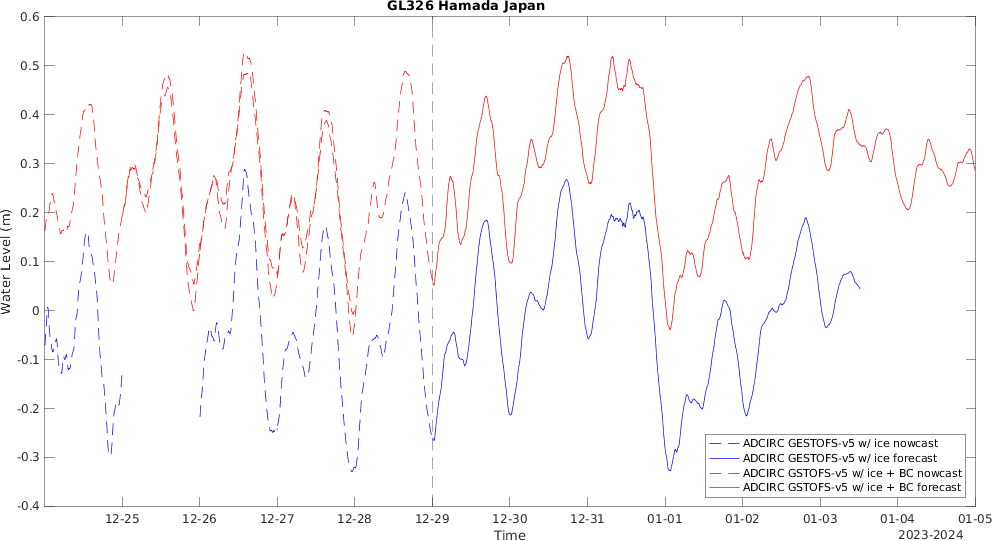 GL326 Hamada Japan
0.6
0.5
0.4
0.3
0.2
0.1
0
-0.1
-0.2
-0.3
-0.4
Water Level (m)
12-25 12-26 12-27 12-28 12-29 12-30 12-31 01-01 01-02 01-03 01-04 01-05
Time
2023-2024
ADCIRC GESTOFS-v5 w/ ice nowcast
ADCIRC GESTOFS-v5 w/ ice forecast
ADCIRC GSTOFS-v5 w/ ice + BC nowcast
ADCIRC GSTOFS-v5 w/ ice + BC forecast